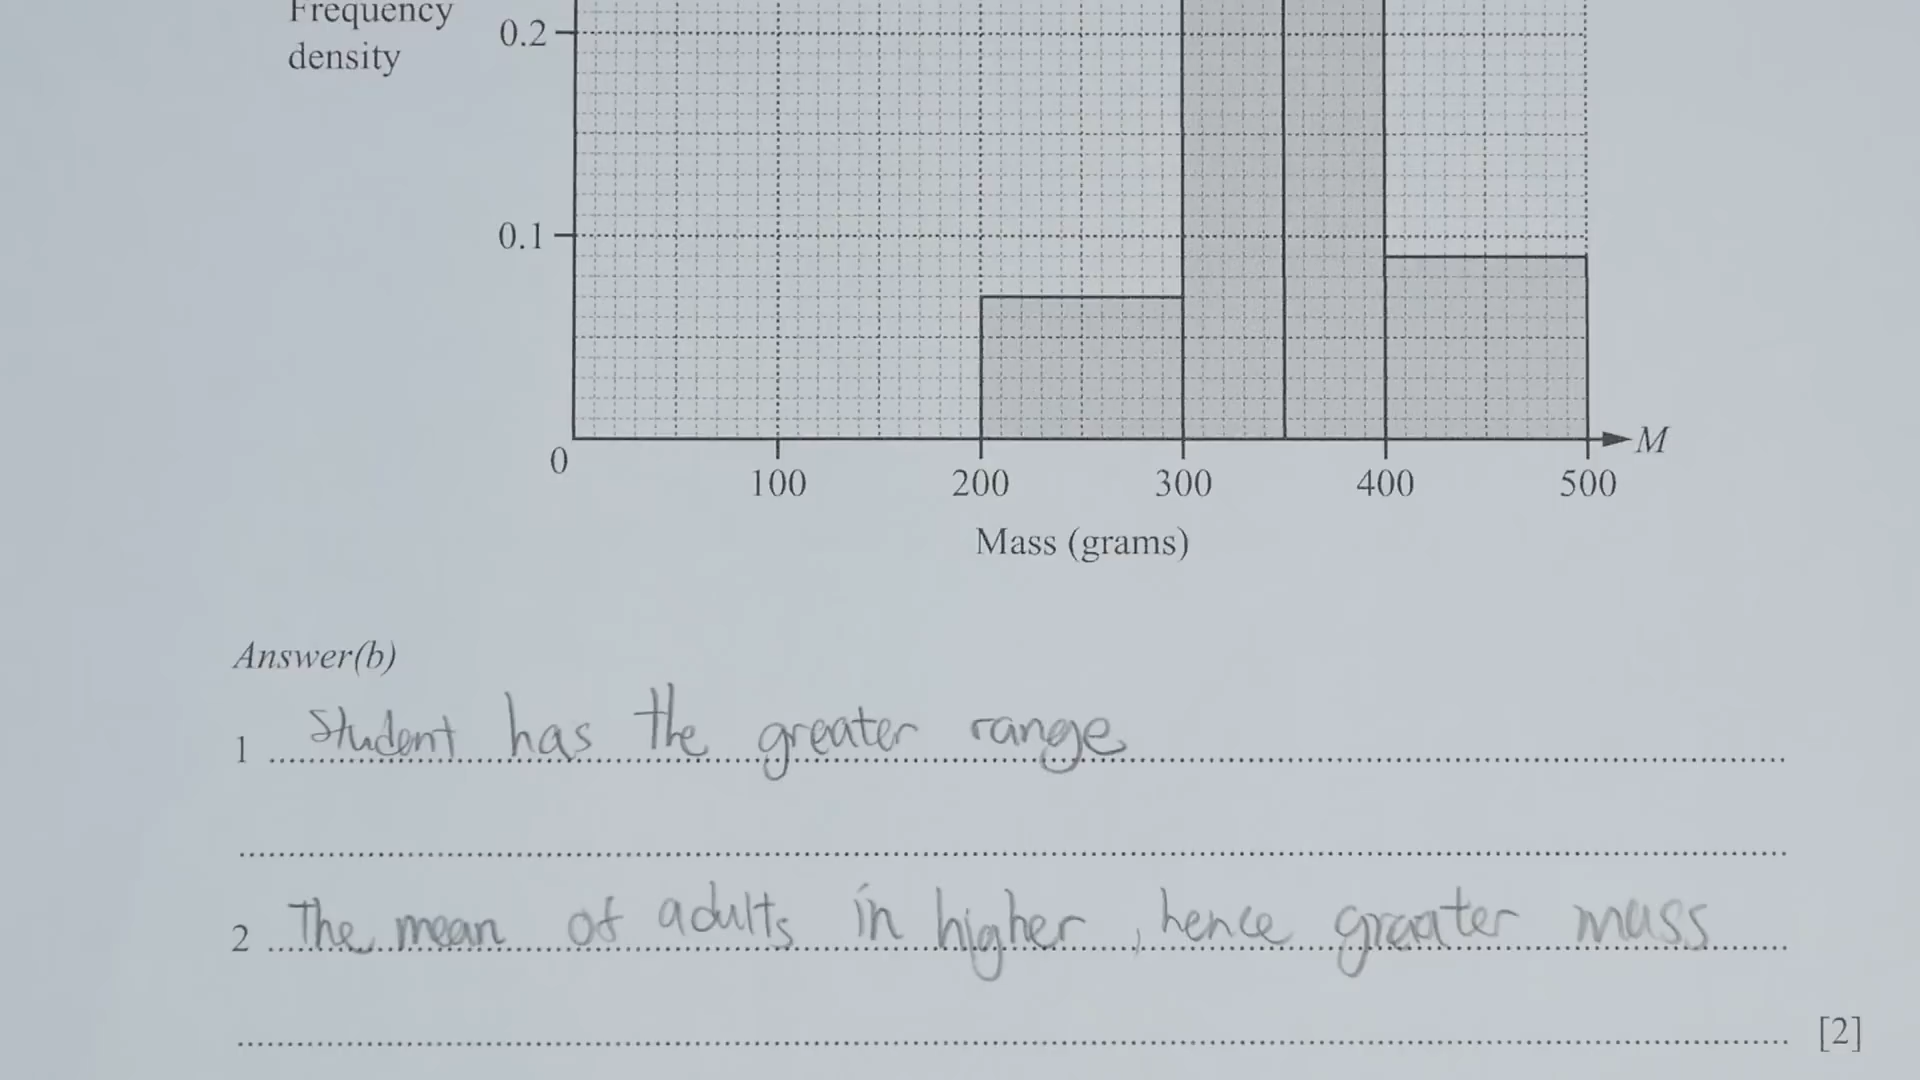 Frequency
density
0.2
0.1
0
100 200 300 400 500
M
Mass (grams)
Answer(b)
1 Student has the greater range
2 The mean of adults in higher, hence greater mass
[2]